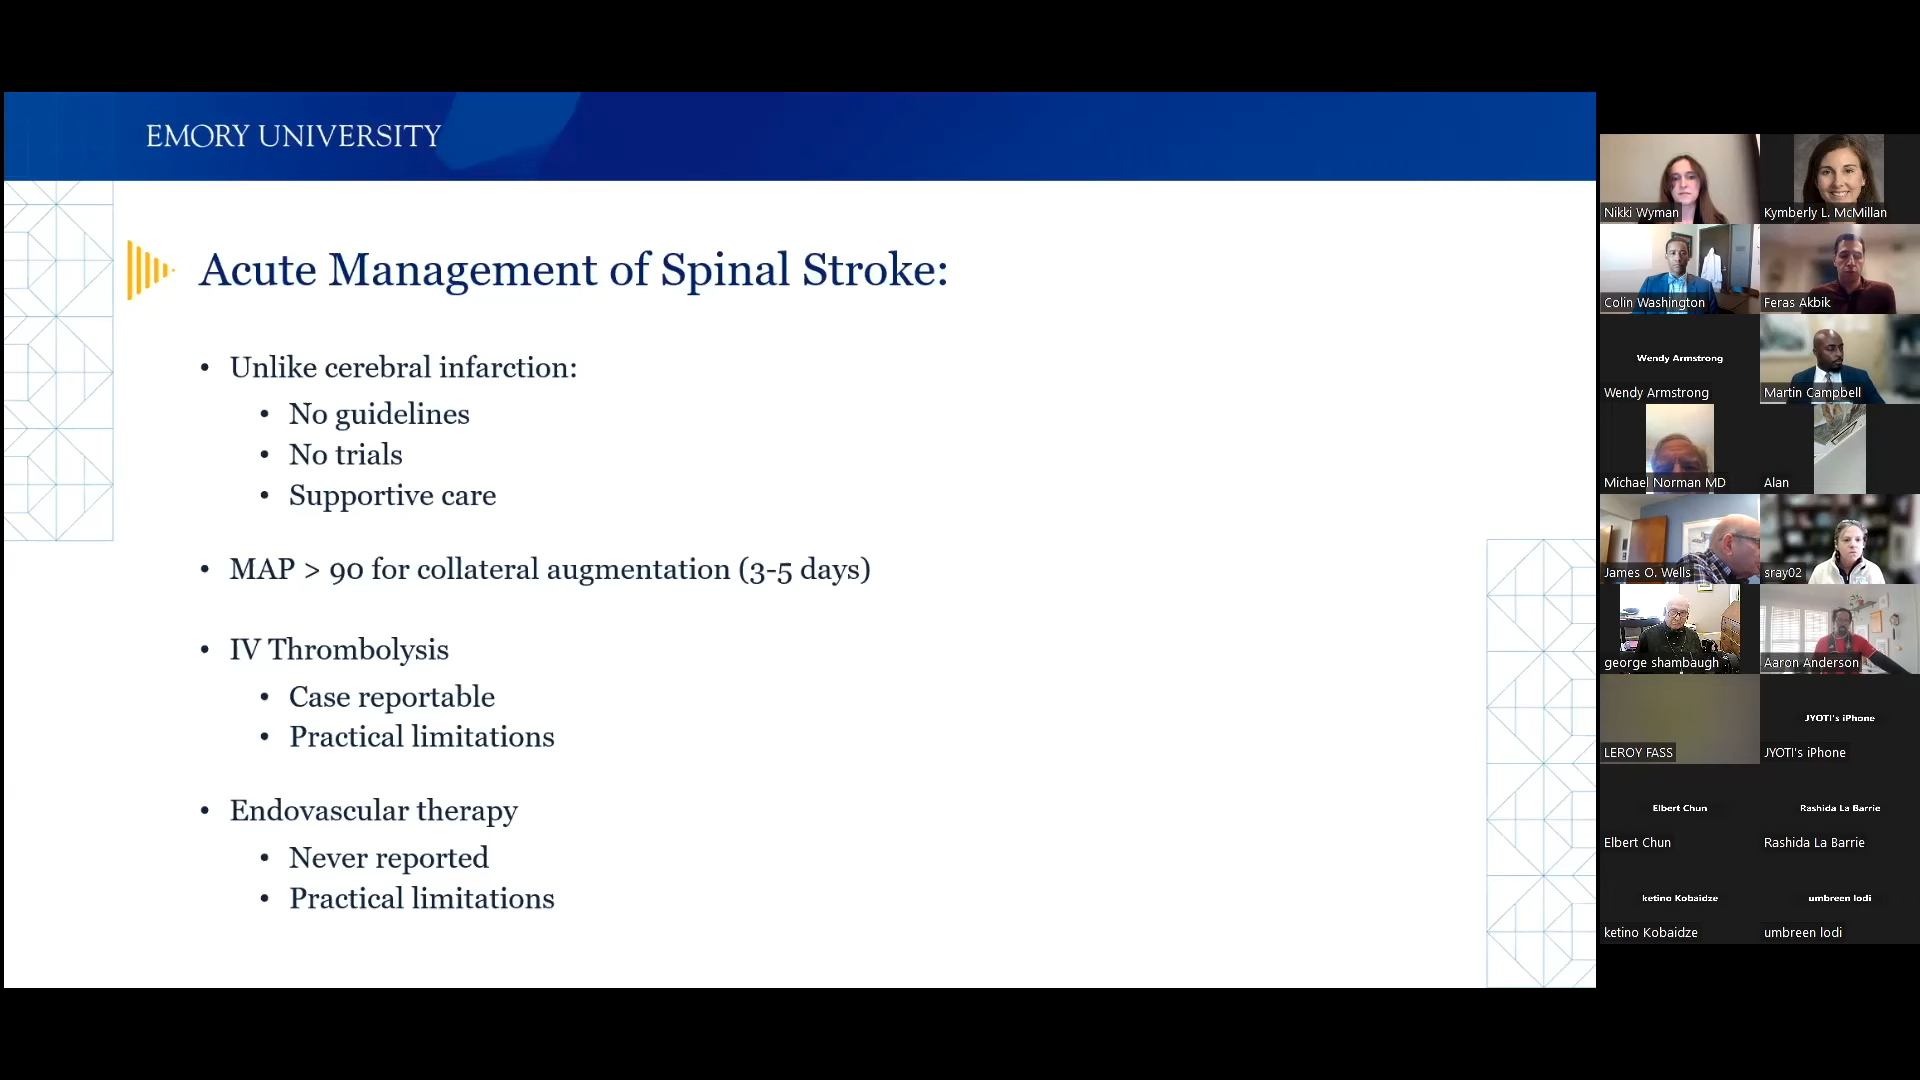 EMORY UNIVERSITY
Acute Management of Spinal Stroke:
• Unlike cerebral infarction:
• No guidelines
• No trials
• Supportive care
• MAP > 90 for collateral augmentation (3-5 days)
• IV Thrombolysis
• Case reportable
• Practical limitations
• Endovascular therapy
• Never reported
• Practical limitations
Nikki Wyman
Kymberly L. McMillan
Colin Washington
Feras Akbik
Wendy Armstrong
Wendy Armstrong
Martin Campbell
Michael Norman MD
Alan
James O. Wells
sray02
george shambaugh
Aaron Anderson
LEROY FASS
JYOTI's iPhone
JYOTI's iPhone
Elbert Chun
Elbert Chun
Rashida La Barrie
Rashida La Barrie
ketino Kobaidze
ketino Kobaidze
umbreen lodi
umbreen lodi